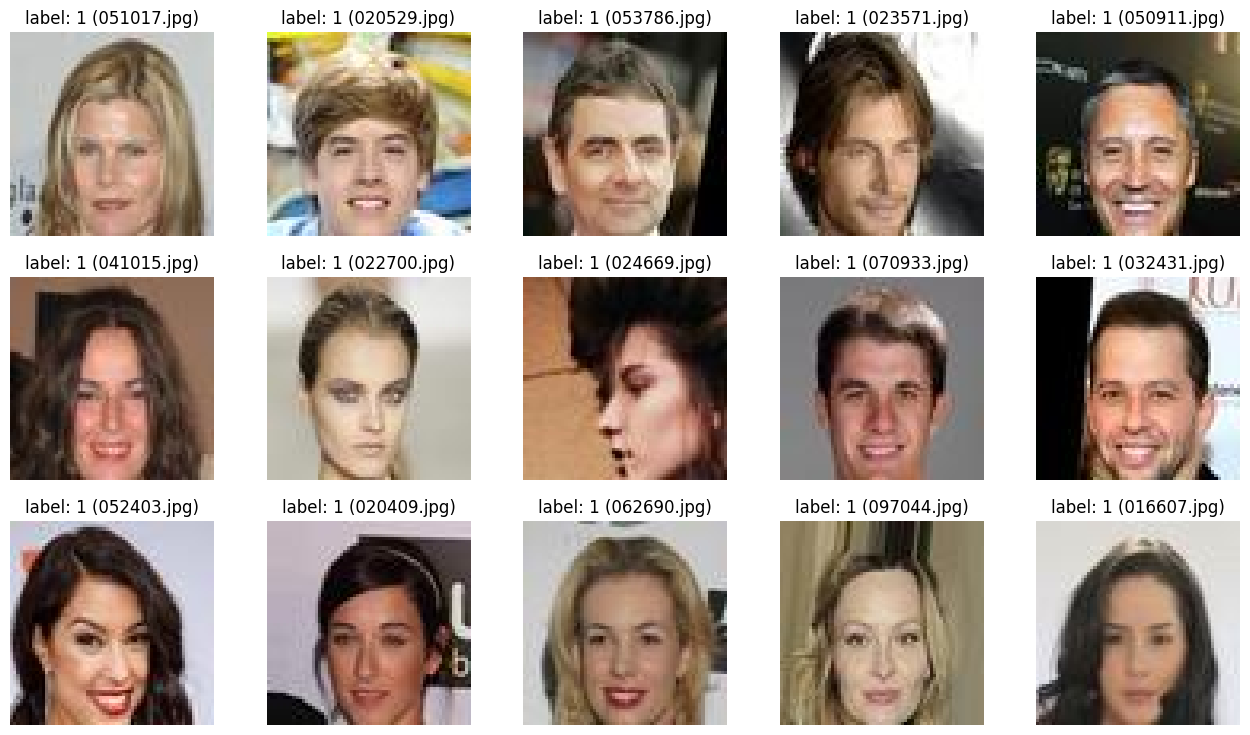 label: 1 (051017.jpg)
label: 1 (020529.jpg)
label: 1 (053786.jpg)
label: 1 (023571.jpg)
label: 1 (050911.jpg)
label: 1 (041015.jpg)
label: 1 (022700.jpg)
label: 1 (024669.jpg)
label: 1 (070933.jpg)
label: 1 (032431.jpg)
label: 1 (052403.jpg)
label: 1 (020409.jpg)
label: 1 (062690.jpg)
label: 1 (097044.jpg)
label: 1 (016607.jpg)